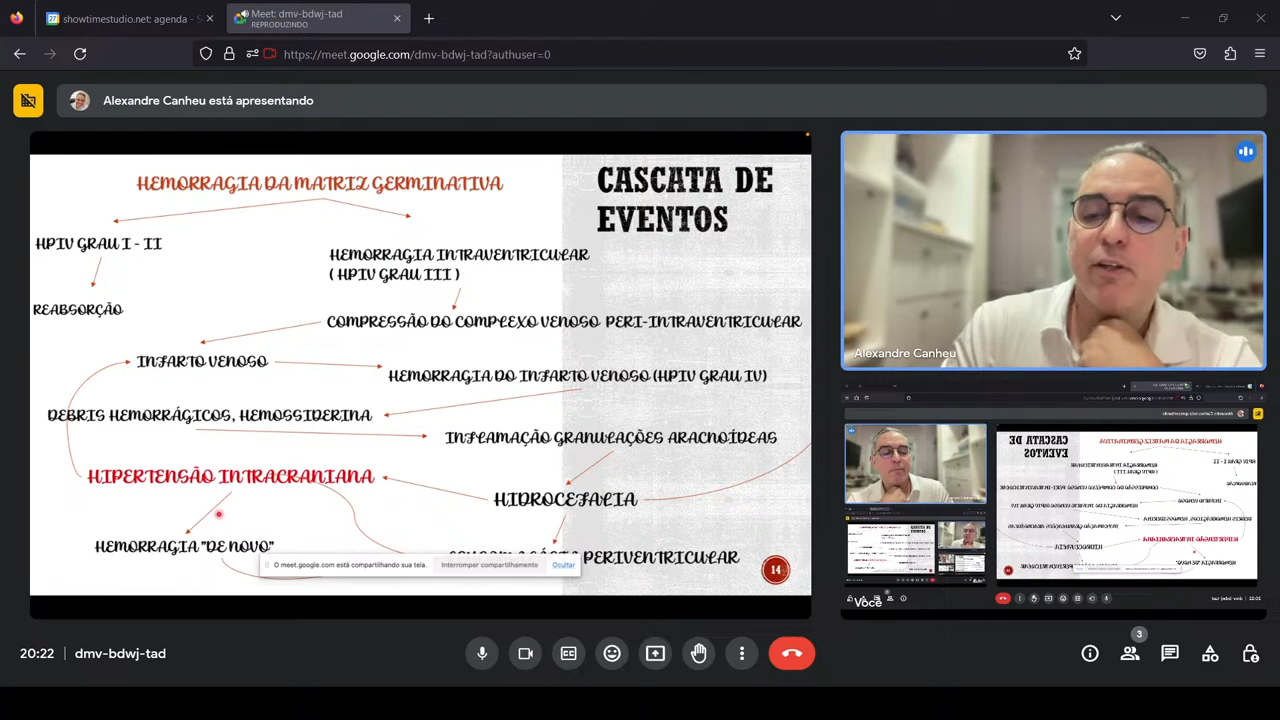 showtimestudio.net: agenda -
Meet: dmv-bdwj-tad
REPRODUZINDO
https://meet.google.com/dmv-bdwj-tad?authuser=0
Alexandre Canheu está apresentando
HEMORRAGIA DA MATRIZ GERMINATIVA
CASCATA DE
EVENTOS
HPIV GRAU I - II
HEMORRAGIA INTRAVENTRICULAR
( HPIV GRAU III )
REABSORÇÃO
COMPRESSÃO DO COMPLEXO VENOSO PERI-INTRAVENTRICULAR
INFARTO VENOSO
HEMORRAGIA DO INFARTO VENOSO (HPIV GRAU IV)
DEBRIS HEMORRÁGICOS, HEMOSSIDERINA
INFLAMAÇÃO GRANULAÇÕES ARACNÓIDEAS
HIPERTENSÃO INTRACRANIANA
HIDROCEFALIA
HEMORRAGIA "DE NOVO"
PERIVENTRICULAR
O meet.google.com está compartilhando sua tela.
Interromper compartilhamento
Ocultar
14
Alexandre Canheu
Você
20:22
dmv-bdwj-tad
3